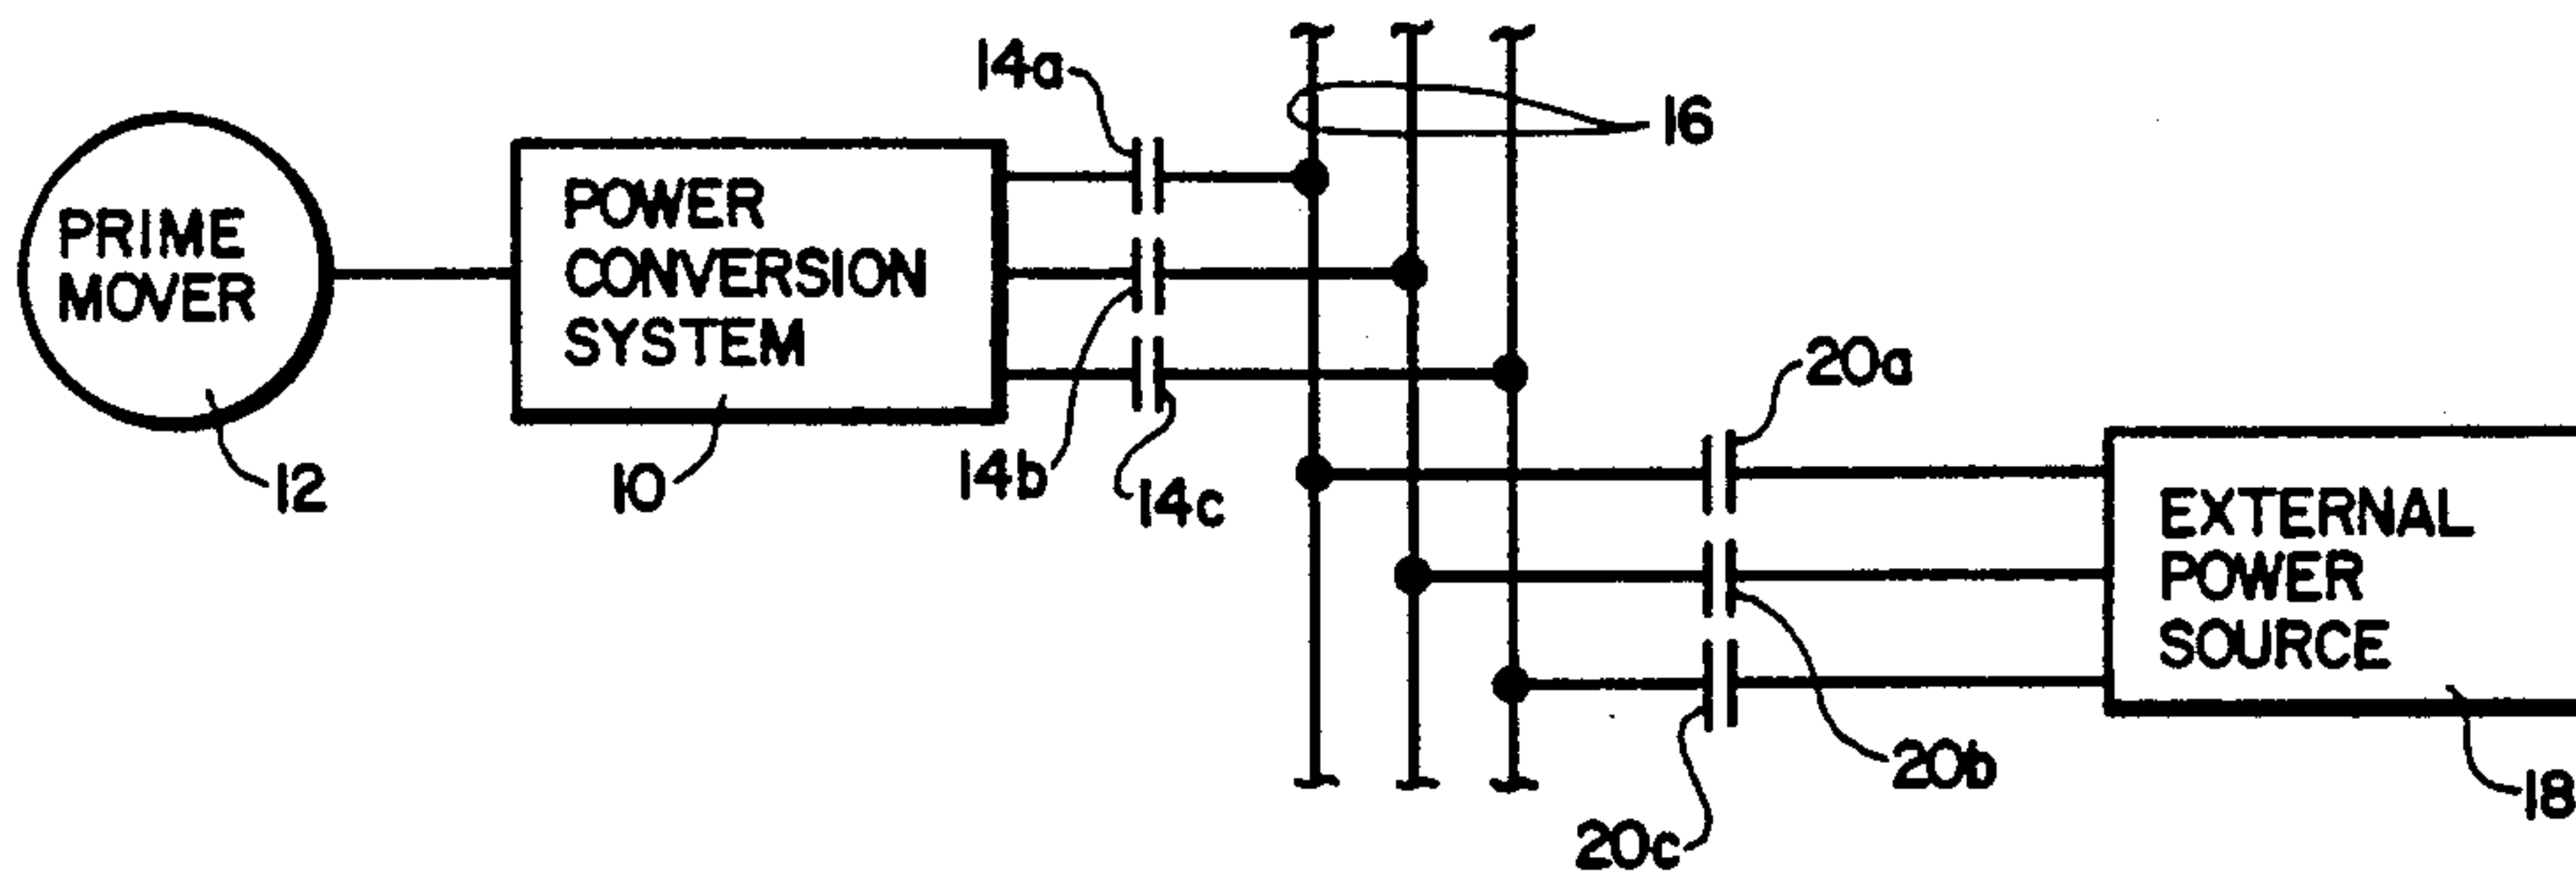 14a
16
PRIME
MOVER
POWER
CONVERSION
SYSTEM
12
10
14b
14c
20a
EXTERNAL
POWER
SOURCE
20b
18
20c